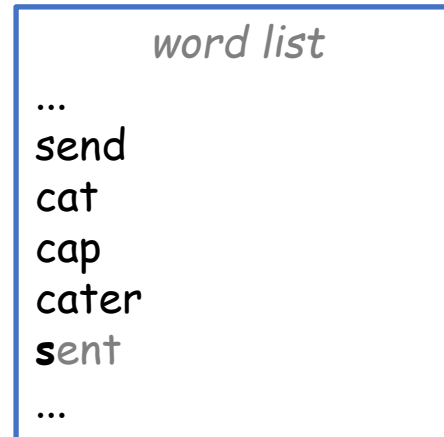 word list
...
send
cat
cap
cater
sent
...